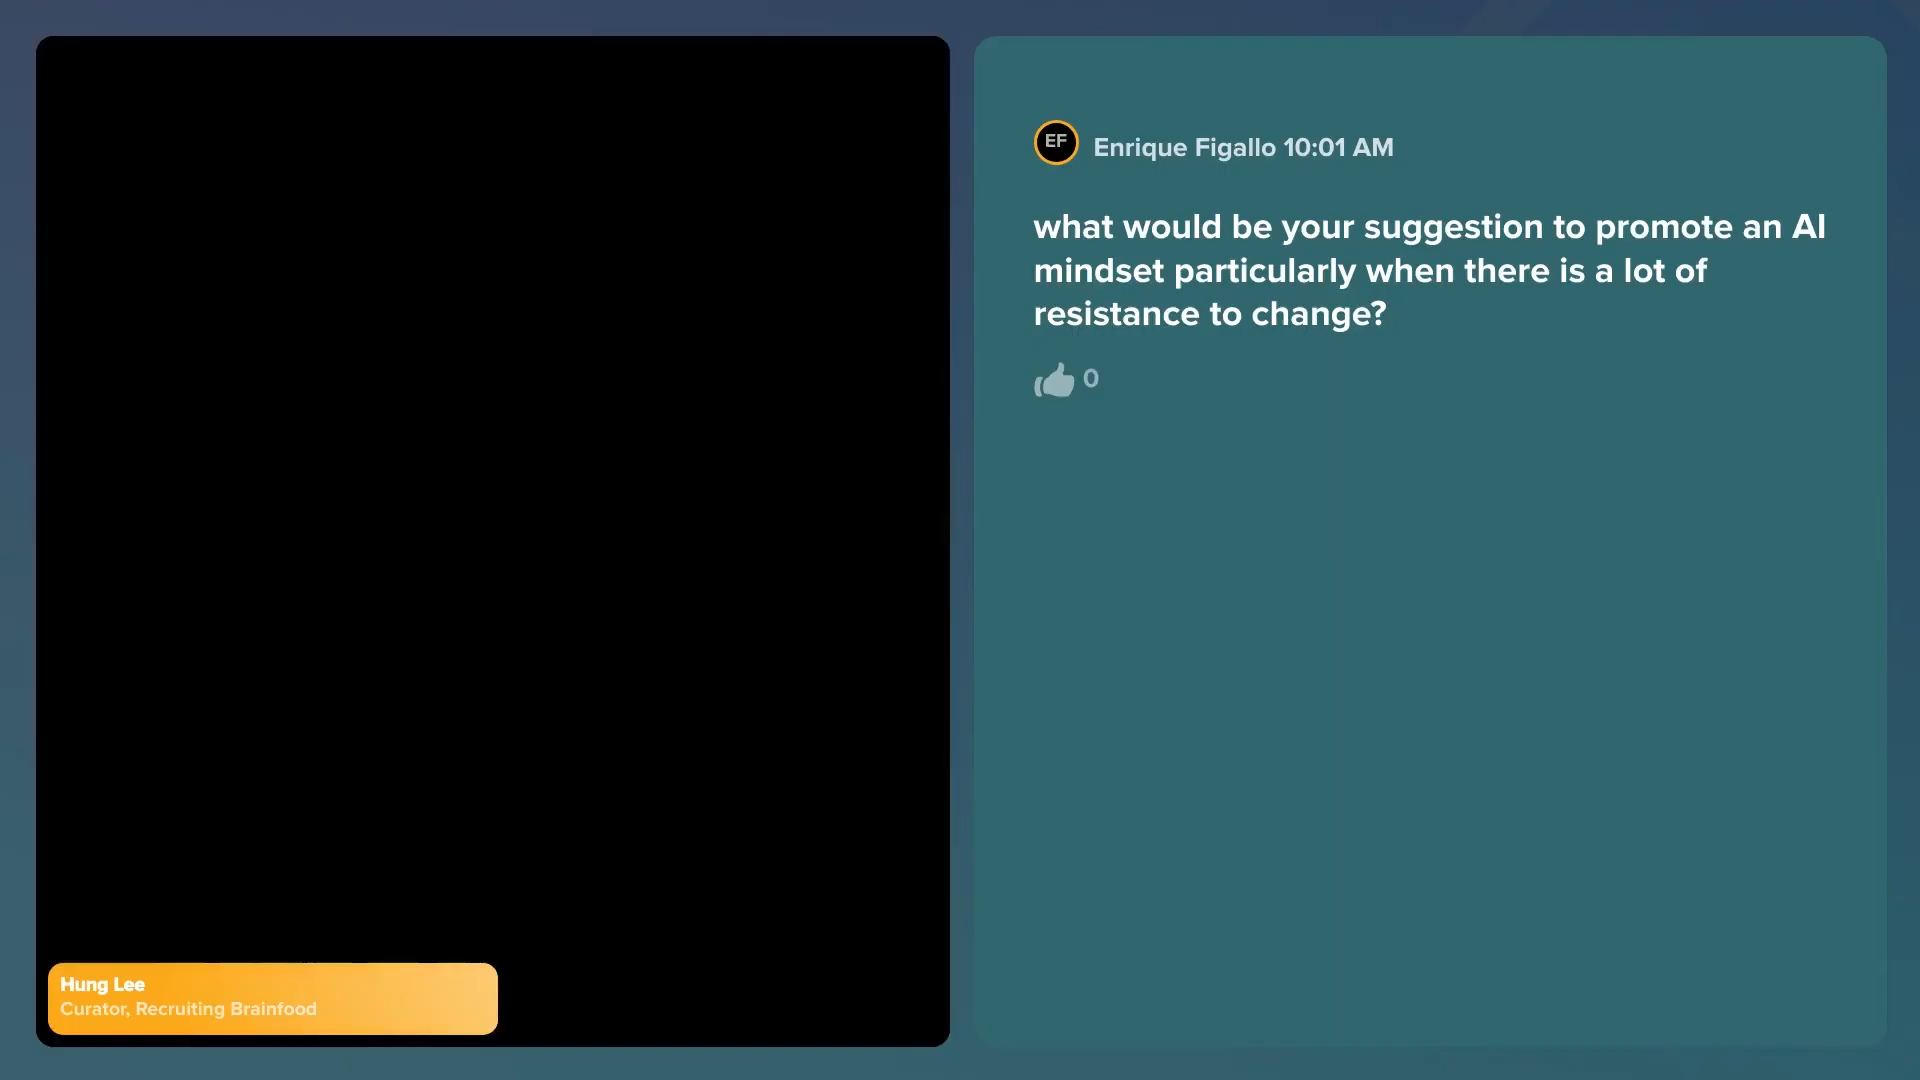 EF
Enrique Figallo 10:01 AM
what would be your suggestion to promote an AI
mindset particularly when there is a lot of
resistance to change?
0
Hung Lee
Curator, Recruiting Brainfood